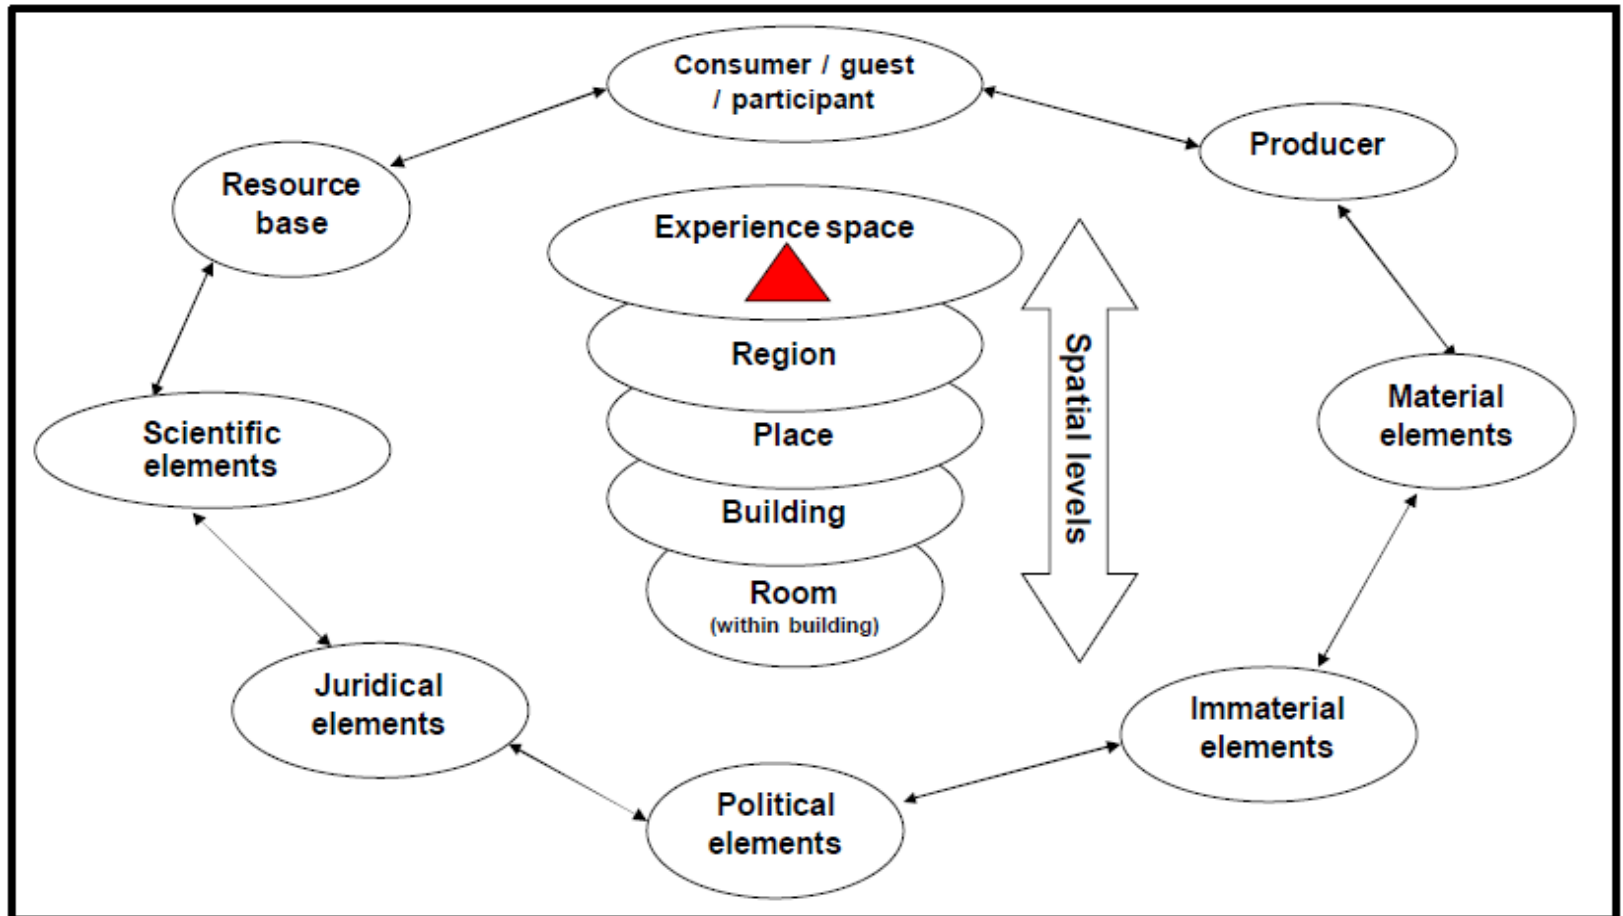 Consumer / guest
/ participant
Producer
Resource
base
Experience space
Region
Spatial levels
Material
elements
Scientific
elements
Place
Building
Room
(within building)
Juridical
elements
Immaterial
elements
Political
elements